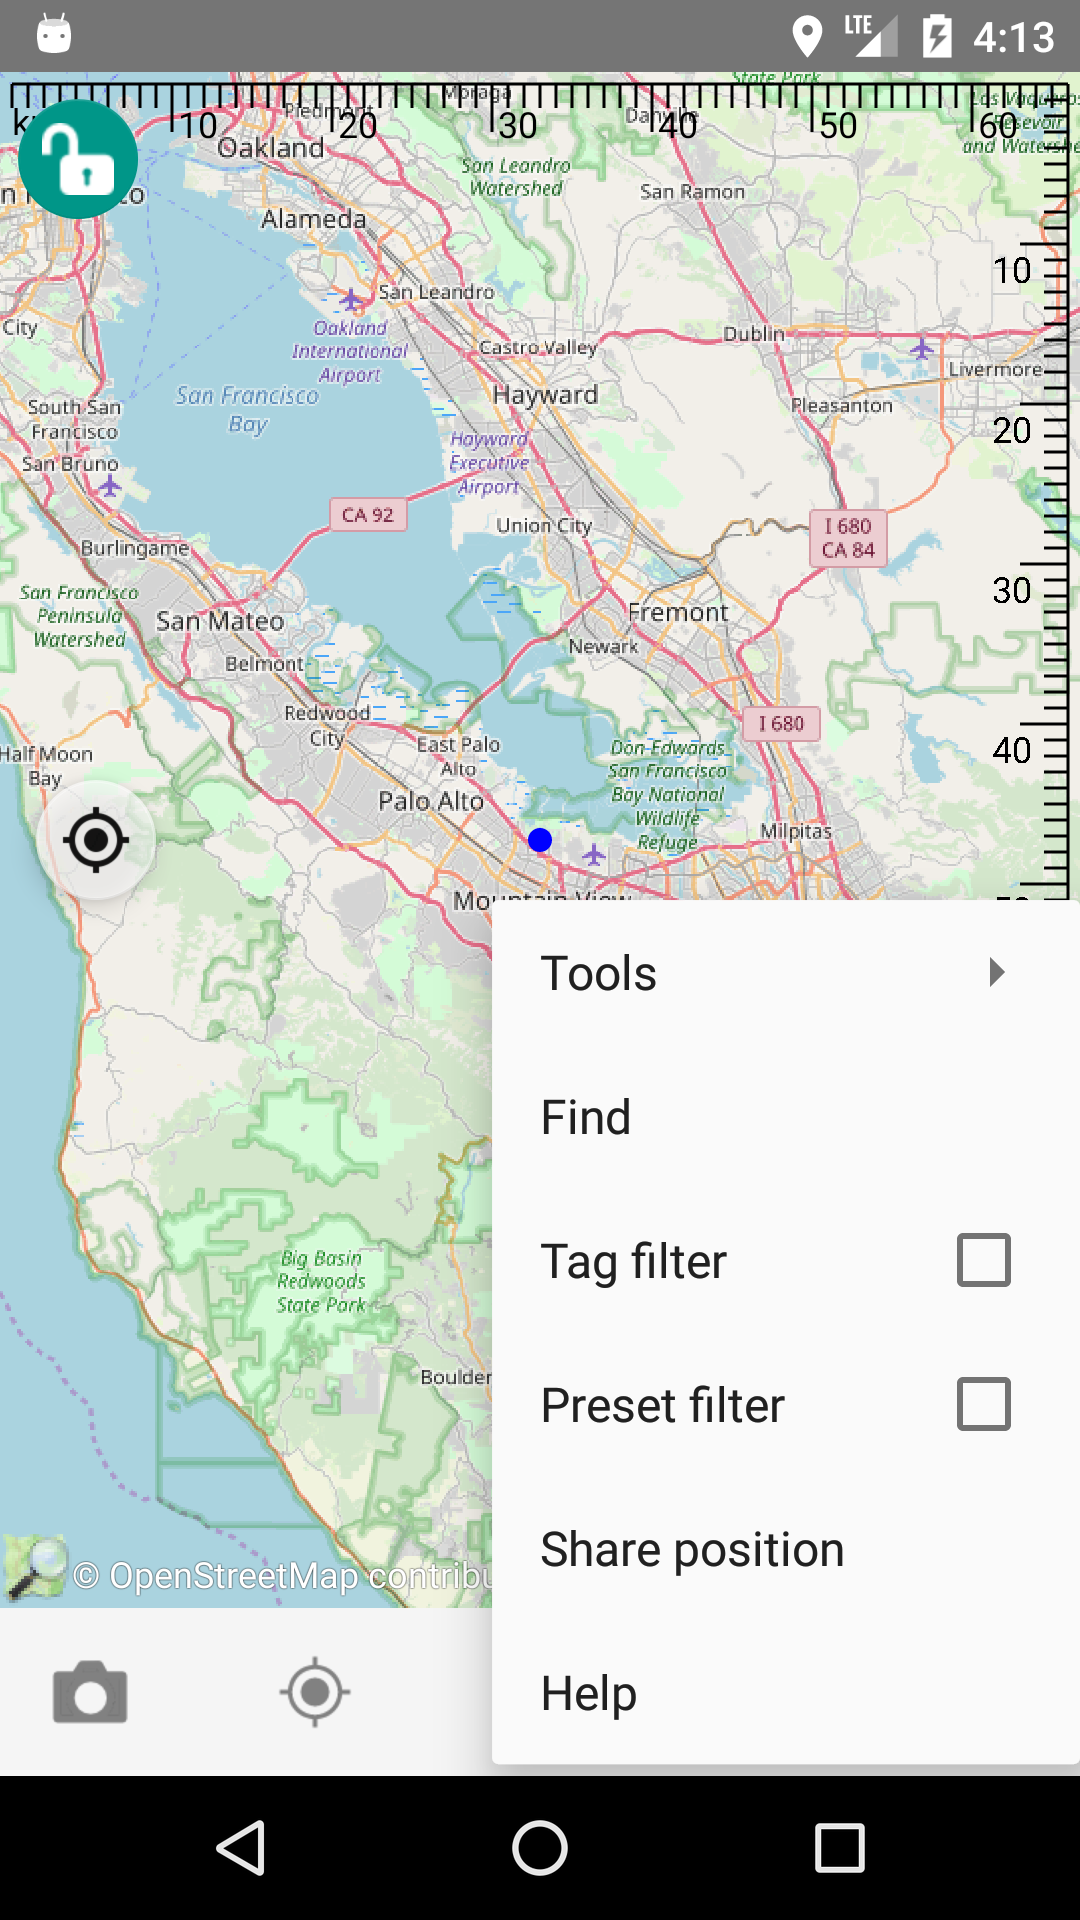 LTE 4:13
State Park
Moraga
Piedmont
Danville
10 20 30 40 50 60
Oakland
and Watershed
San Leandro
Watershed
San Ramon
Alameda
10
San Leandro
City
Oakland
International
Airport
Castro Valley
Dublin
Livermore
San Francisco
Bay
Hayward
South San
Francisco
Pleasanton
20
Hayward
Executive
Airport
San Bruno
CA 92
Union City
I 680
CA 84
Burlingame
San Francisco
Peninsula
Watershed
30
San Mateo
Fremont
Newark
Belmont
Redwood
City
I 680
Half Moon
Bay
East Palo
Alto
Don Edwards
San Francisco
Bay National
Wildlife
Refuge
40
Palo Alto
Milpitas
Mountain View
Tools
Find
Tag filter
Big Basin
Redwoods
State Park
Boulder
Preset filter
Share position
© OpenStreetMap contribu
Help